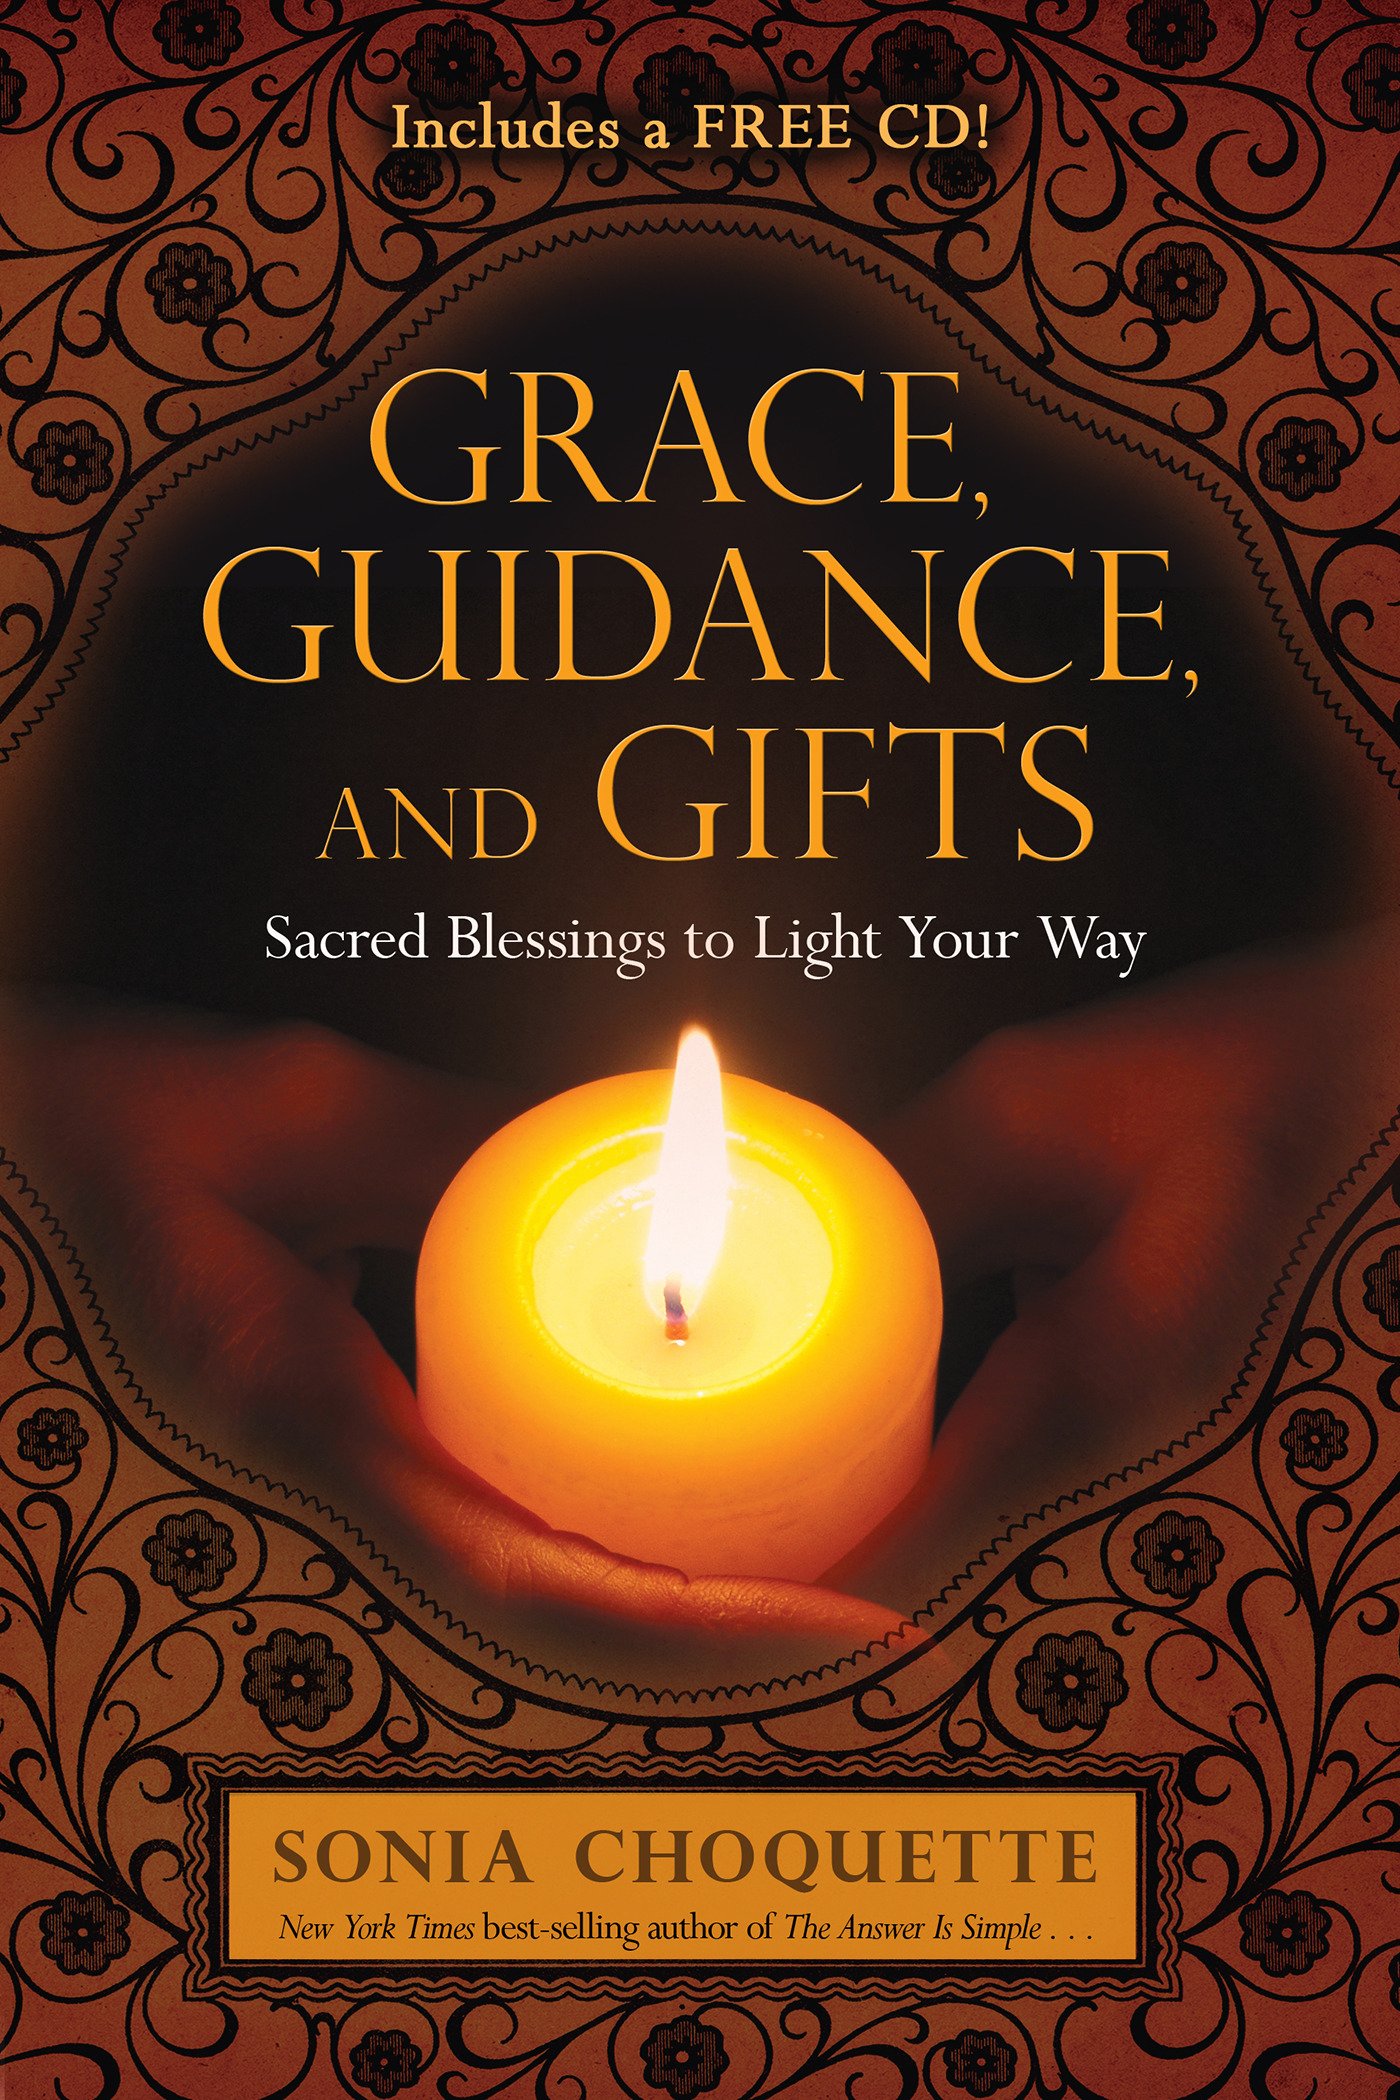 Includes a FREE CD!
GRACE,
GUIDANCE,
AND GIFTS
Sacred Blessings to Light Your Way
SONIA CHOQUETTE
New York Times best-selling author of The Answer Is Simple . . .